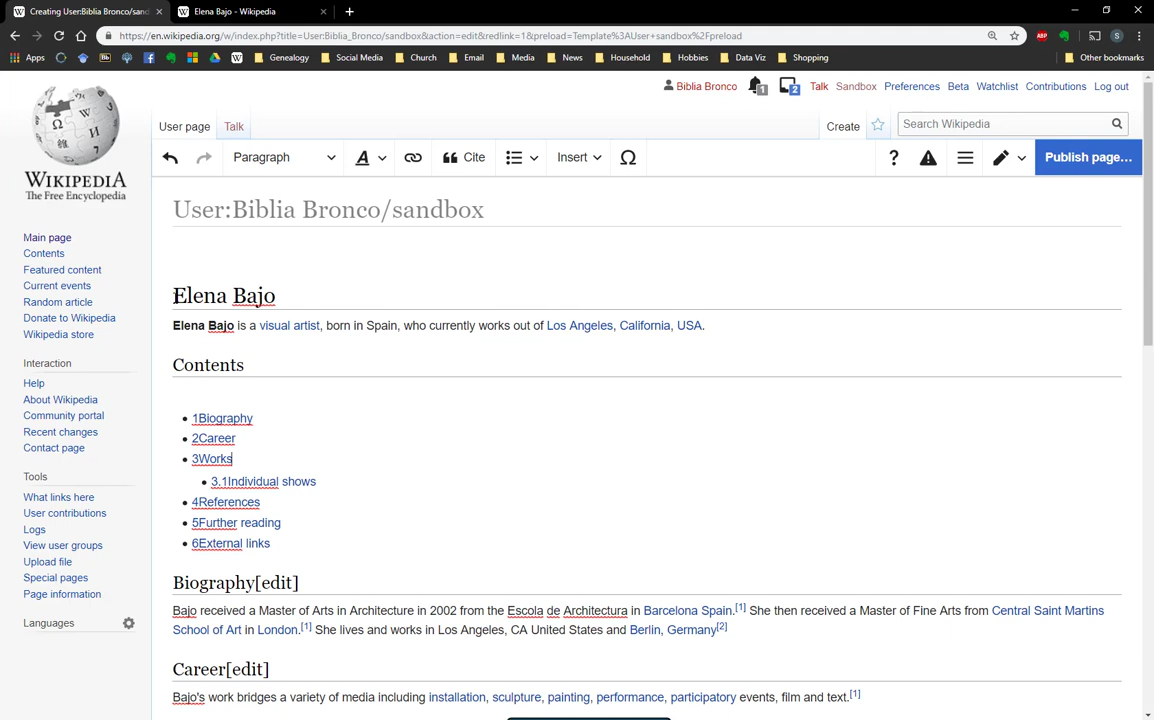 Creating User:Biblia Bronco/sand
Elena Bajo - Wikipedia
https://en.wikipedia.org/w/index.php?title=User:Biblia_Bronco/sandbox&action=edit&redlink=1&preload=Template%3AUser+sandbox%2Fpreload
Apps Genealogy Social Media Church Email Media News Household Hobbies Data Viz Shopping Other bookmarks
Biblia Bronco 1 2 Talk Sandbox Preferences Beta Watchlist Contributions Log out
User page Talk Create Search Wikipedia
Paragraph A Cite Insert Ω ? Publish page...
WIKIPEDIA
The Free Encyclopedia
Main page
Contents
Featured content
Current events
Random article
Donate to Wikipedia
Wikipedia store
Interaction
Help
About Wikipedia
Community portal
Recent changes
Contact page
Tools
What links here
User contributions
Logs
View user groups
Upload file
Special pages
Page information
Languages
User:Biblia Bronco/sandbox
Elena Bajo
Elena Bajo is a visual artist, born in Spain, who currently works out of Los Angeles, California, USA.
Contents
1Biography
2Career
3Works
3.1Individual shows
4References
5Further reading
6External links
Biography[edit]
Bajo received a Master of Arts in Architecture in 2002 from the Escola de Architectura in Barcelona Spain.[1] She then received a Master of Fine Arts from Central Saint Martins
School of Art in London.[1] She lives and works in Los Angeles, CA United States and Berlin, Germany[2]
Career[edit]
Bajo's work bridges a variety of media including installation, sculpture, painting, performance, participatory events, film and text.[1]